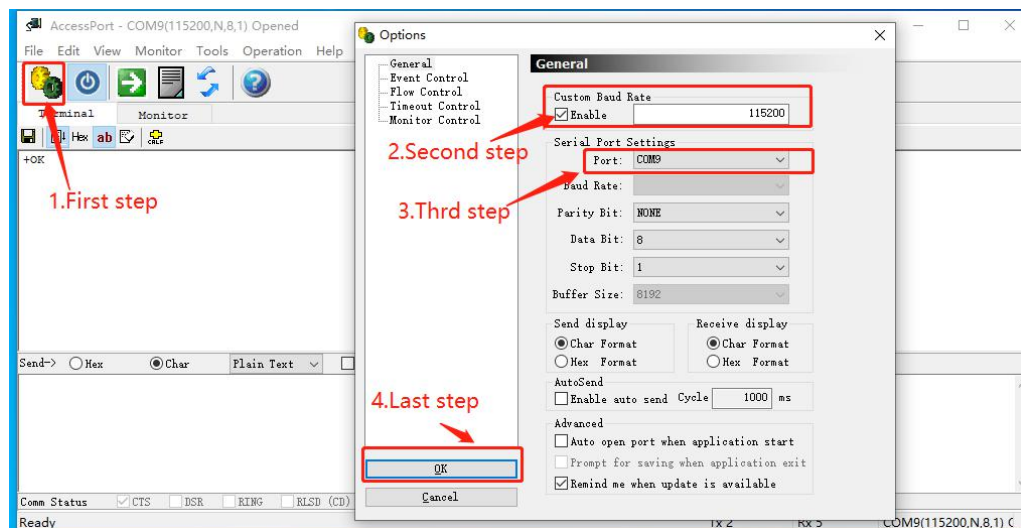 AccessPort - COM9(115200,N,8,1) Opened
File Edit View Monitor Tools Operation Help
Terminal Monitor
Hex ab
+OK
1.First step
Send-> Hex Char Plain Text
Comm Status CTS DSR RING RLSD (CD)
Ready Tx 2 Rx 5 COM9(115200,N,8,1)
Options
General
Event Control
Flow Control
Timeout Control
Monitor Control
General
Custom Baud Rate
Enable 115200
2.Second step
Serial Port Settings
Port: COM9
3.Thrd step
Baud Rate:
Parity Bit: NONE
Data Bit: 8
Stop Bit: 1
Buffer Size: 8192
Send display
Char Format
Hex Format
Receive display
Char Format
Hex Format
AutoSend
Enable auto send Cycle 1000 ms
4.Last step
Advanced
Auto open port when application start
Prompt for saving when application exit
Remind me when update is available
OK
Cancel